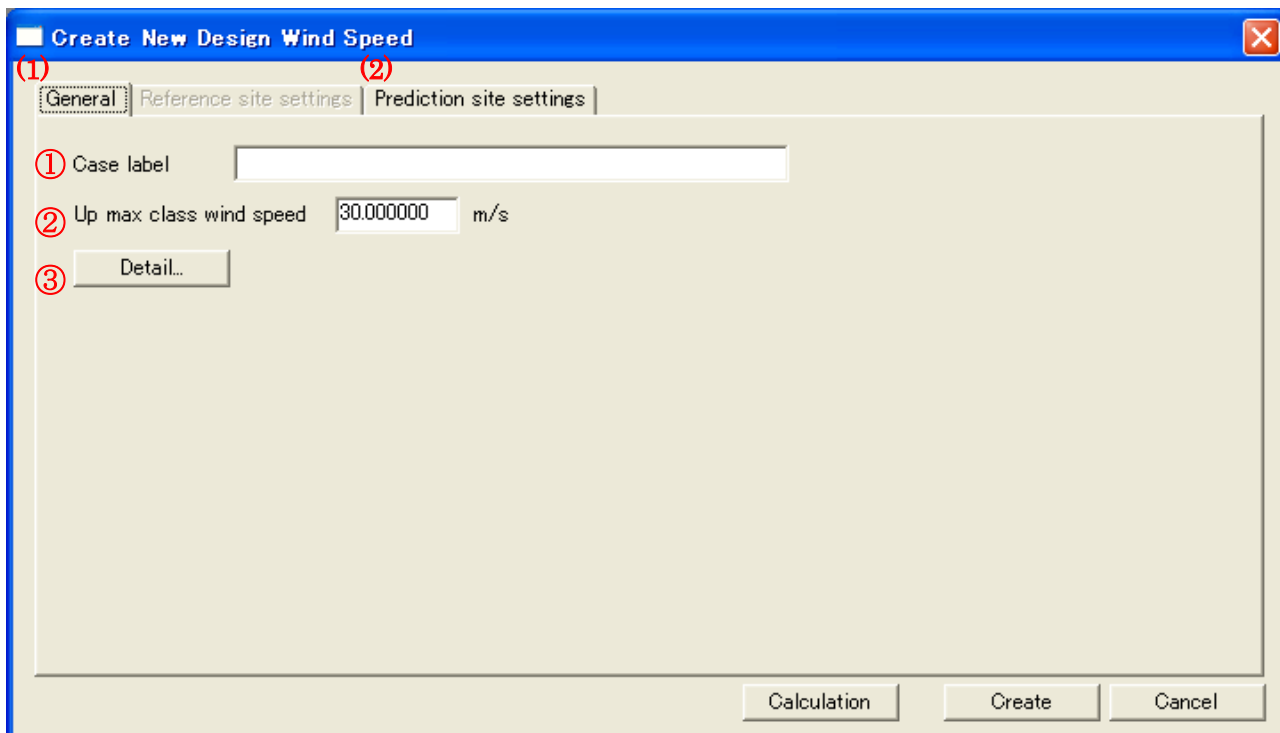 Create New Design Wind Speed
(1) (2)
General Reference site settings Prediction site settings
① Case label
② Up max class wind speed 30.000000 m/s
③ Detail...
Calculation Create Cancel